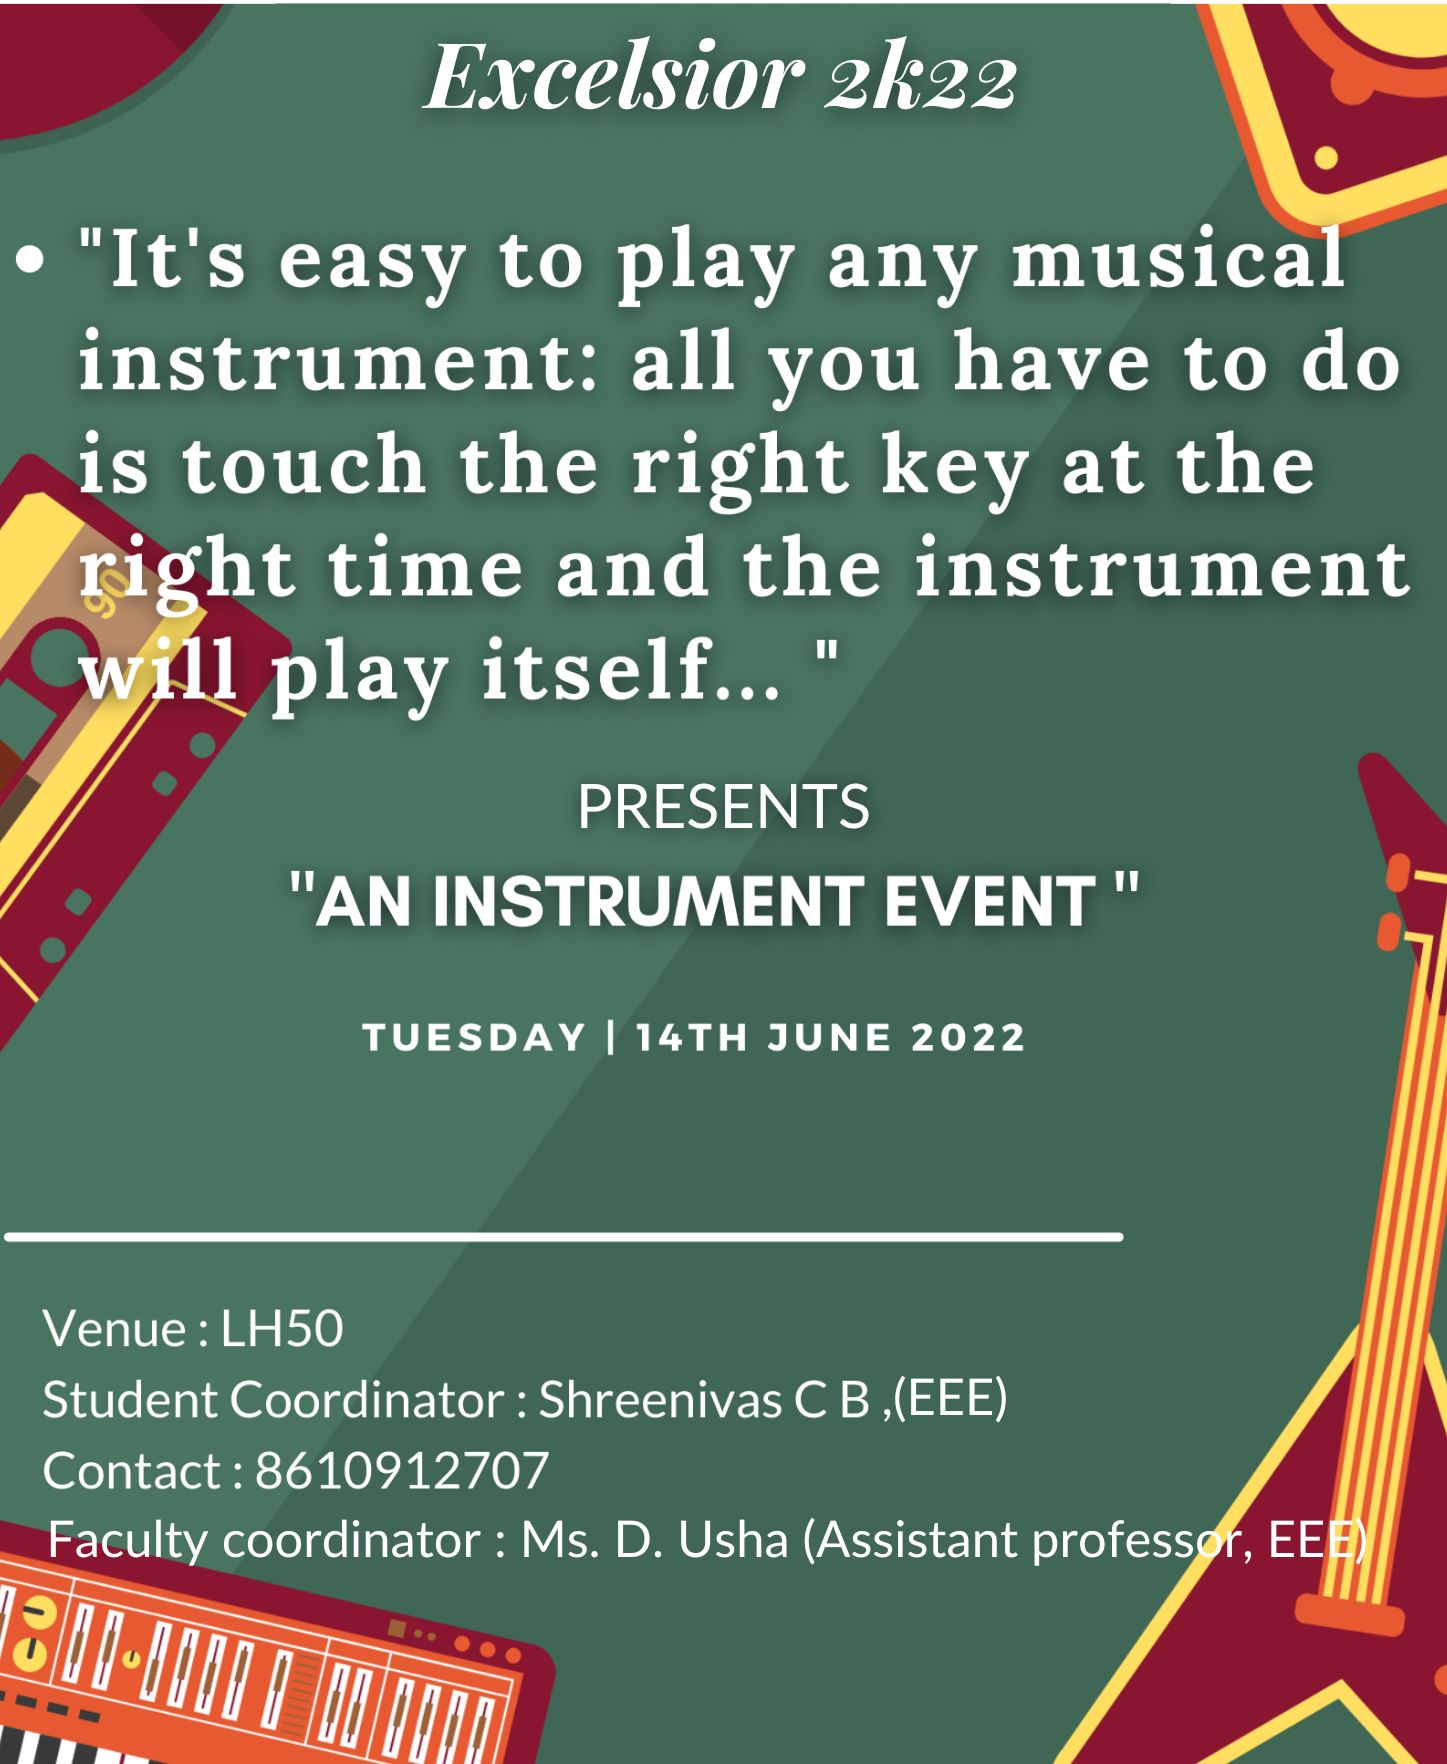 Excelsior 2k22
• "It's easy to play any musical
instrument: all you have to do
is touch the right key at the
right time and the instrument
will play itself... "
90
PRESENTS
"AN INSTRUMENT EVENT "
TUESDAY | 14TH JUNE 2022
Venue : LH50
Student Coordinator : Shreenivas C B ,(EEE)
Contact : 8610912707
Faculty coordinator : Ms. D. Usha (Assistant professor, EEE)